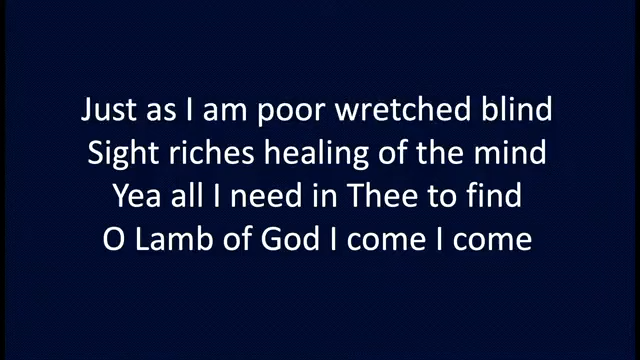 Just as I am poor wretched blind
Sight riches healing of the mind
Yea all I need in Thee to find
O Lamb of God I come I come